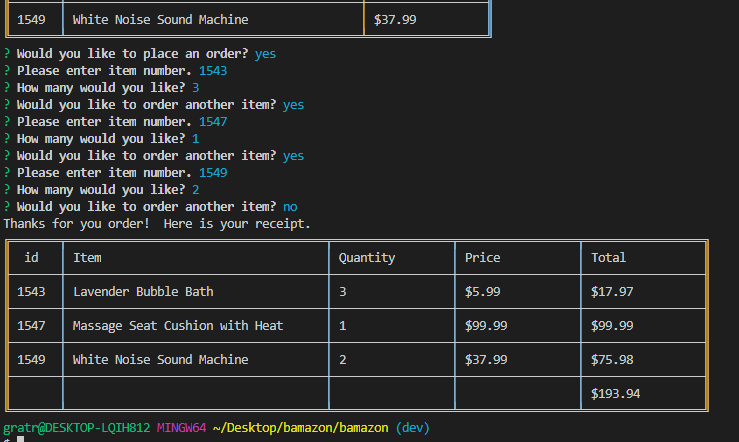 1549 White Noise Sound Machine $37.99
? Would you like to place an order? yes
? Please enter item number. 1543
? How many would you like? 3
? Would you like to order another item? yes
? Please enter item number. 1547
? How many would you like? 1
? Would you like to order another item? yes
? Please enter item number. 1549
? How many would you like? 2
? Would you like to order another item? no
Thanks for you order!  Here is your receipt.
id Item Quantity Price Total
1543 Lavender Bubble Bath 3 $5.99 $17.97
1547 Massage Seat Cushion with Heat 1 $99.99 $99.99
1549 White Noise Sound Machine 2 $37.99 $75.98
$193.94
gratr@DESKTOP-LQIH812 MINGW64 ~/Desktop/bamazon/bamazon (dev)
$